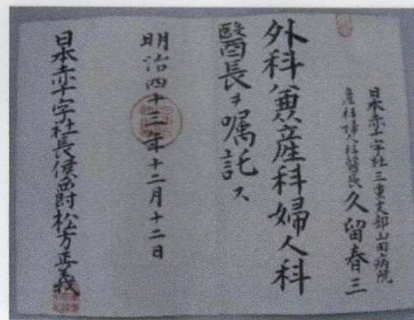 日本赤十字社三重支部山田病院
産科婦人科醫長 久留春三
外科兼産科婦人科
醫長ヲ嘱託ス
明治四十三年十二月十二日
日本赤十字社長侯爵松方正義